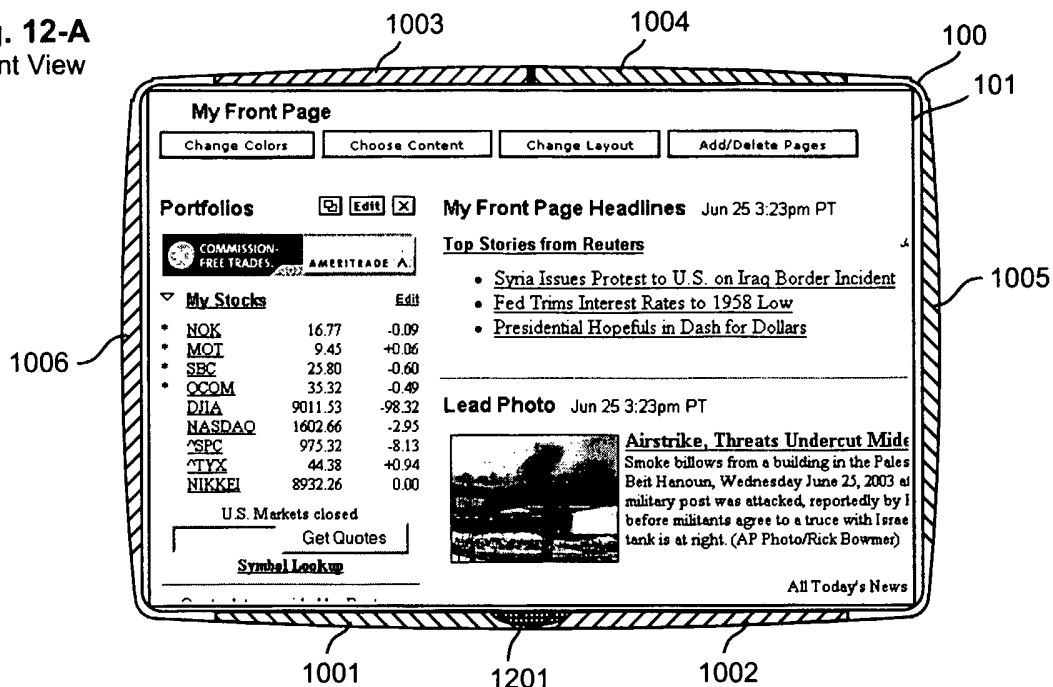 . 12-A
nt View
1003
1004
100
101
My Front Page
Change Colors Choose Content Change Layout Add/Delete Pages
Portfolios Edit X
COMMISSION-
FREE TRADES.
AMERITRADE
My Stocks Edit
* NOK 16.77 -0.09
* MOT 9.45 +0.06
* SBC 25.80 -0.60
* QCOM 35.32 -0.49
DJIA 9011.53 -98.32
NASDAQ 1602.66 -2.95
^SPC 975.32 -8.13
^TYX 44.38 +0.94
NIKKEI 8932.26 0.00
U.S. Markets closed
Get Quotes
Symbol Lookup
My Front Page Headlines Jun 25 3:23pm PT
Top Stories from Reuters
• Syria Issues Protest to U.S. on Iraq Border Incident
• Fed Trims Interest Rates to 1958 Low
• Presidential Hopefuls in Dash for Dollars
Lead Photo Jun 25 3:23pm PT
Airstrike, Threats Undercut Mide
Smoke billows from a building in the Pales
Beit Hanoun, Wednesday June 25, 2003 a
military post was attacked, reportedly by
before militants agree to a truce with Israe
tank is at right. (AP Photo/Rick Bowmer)
All Today's News
1005
1006
1001
1201
1002